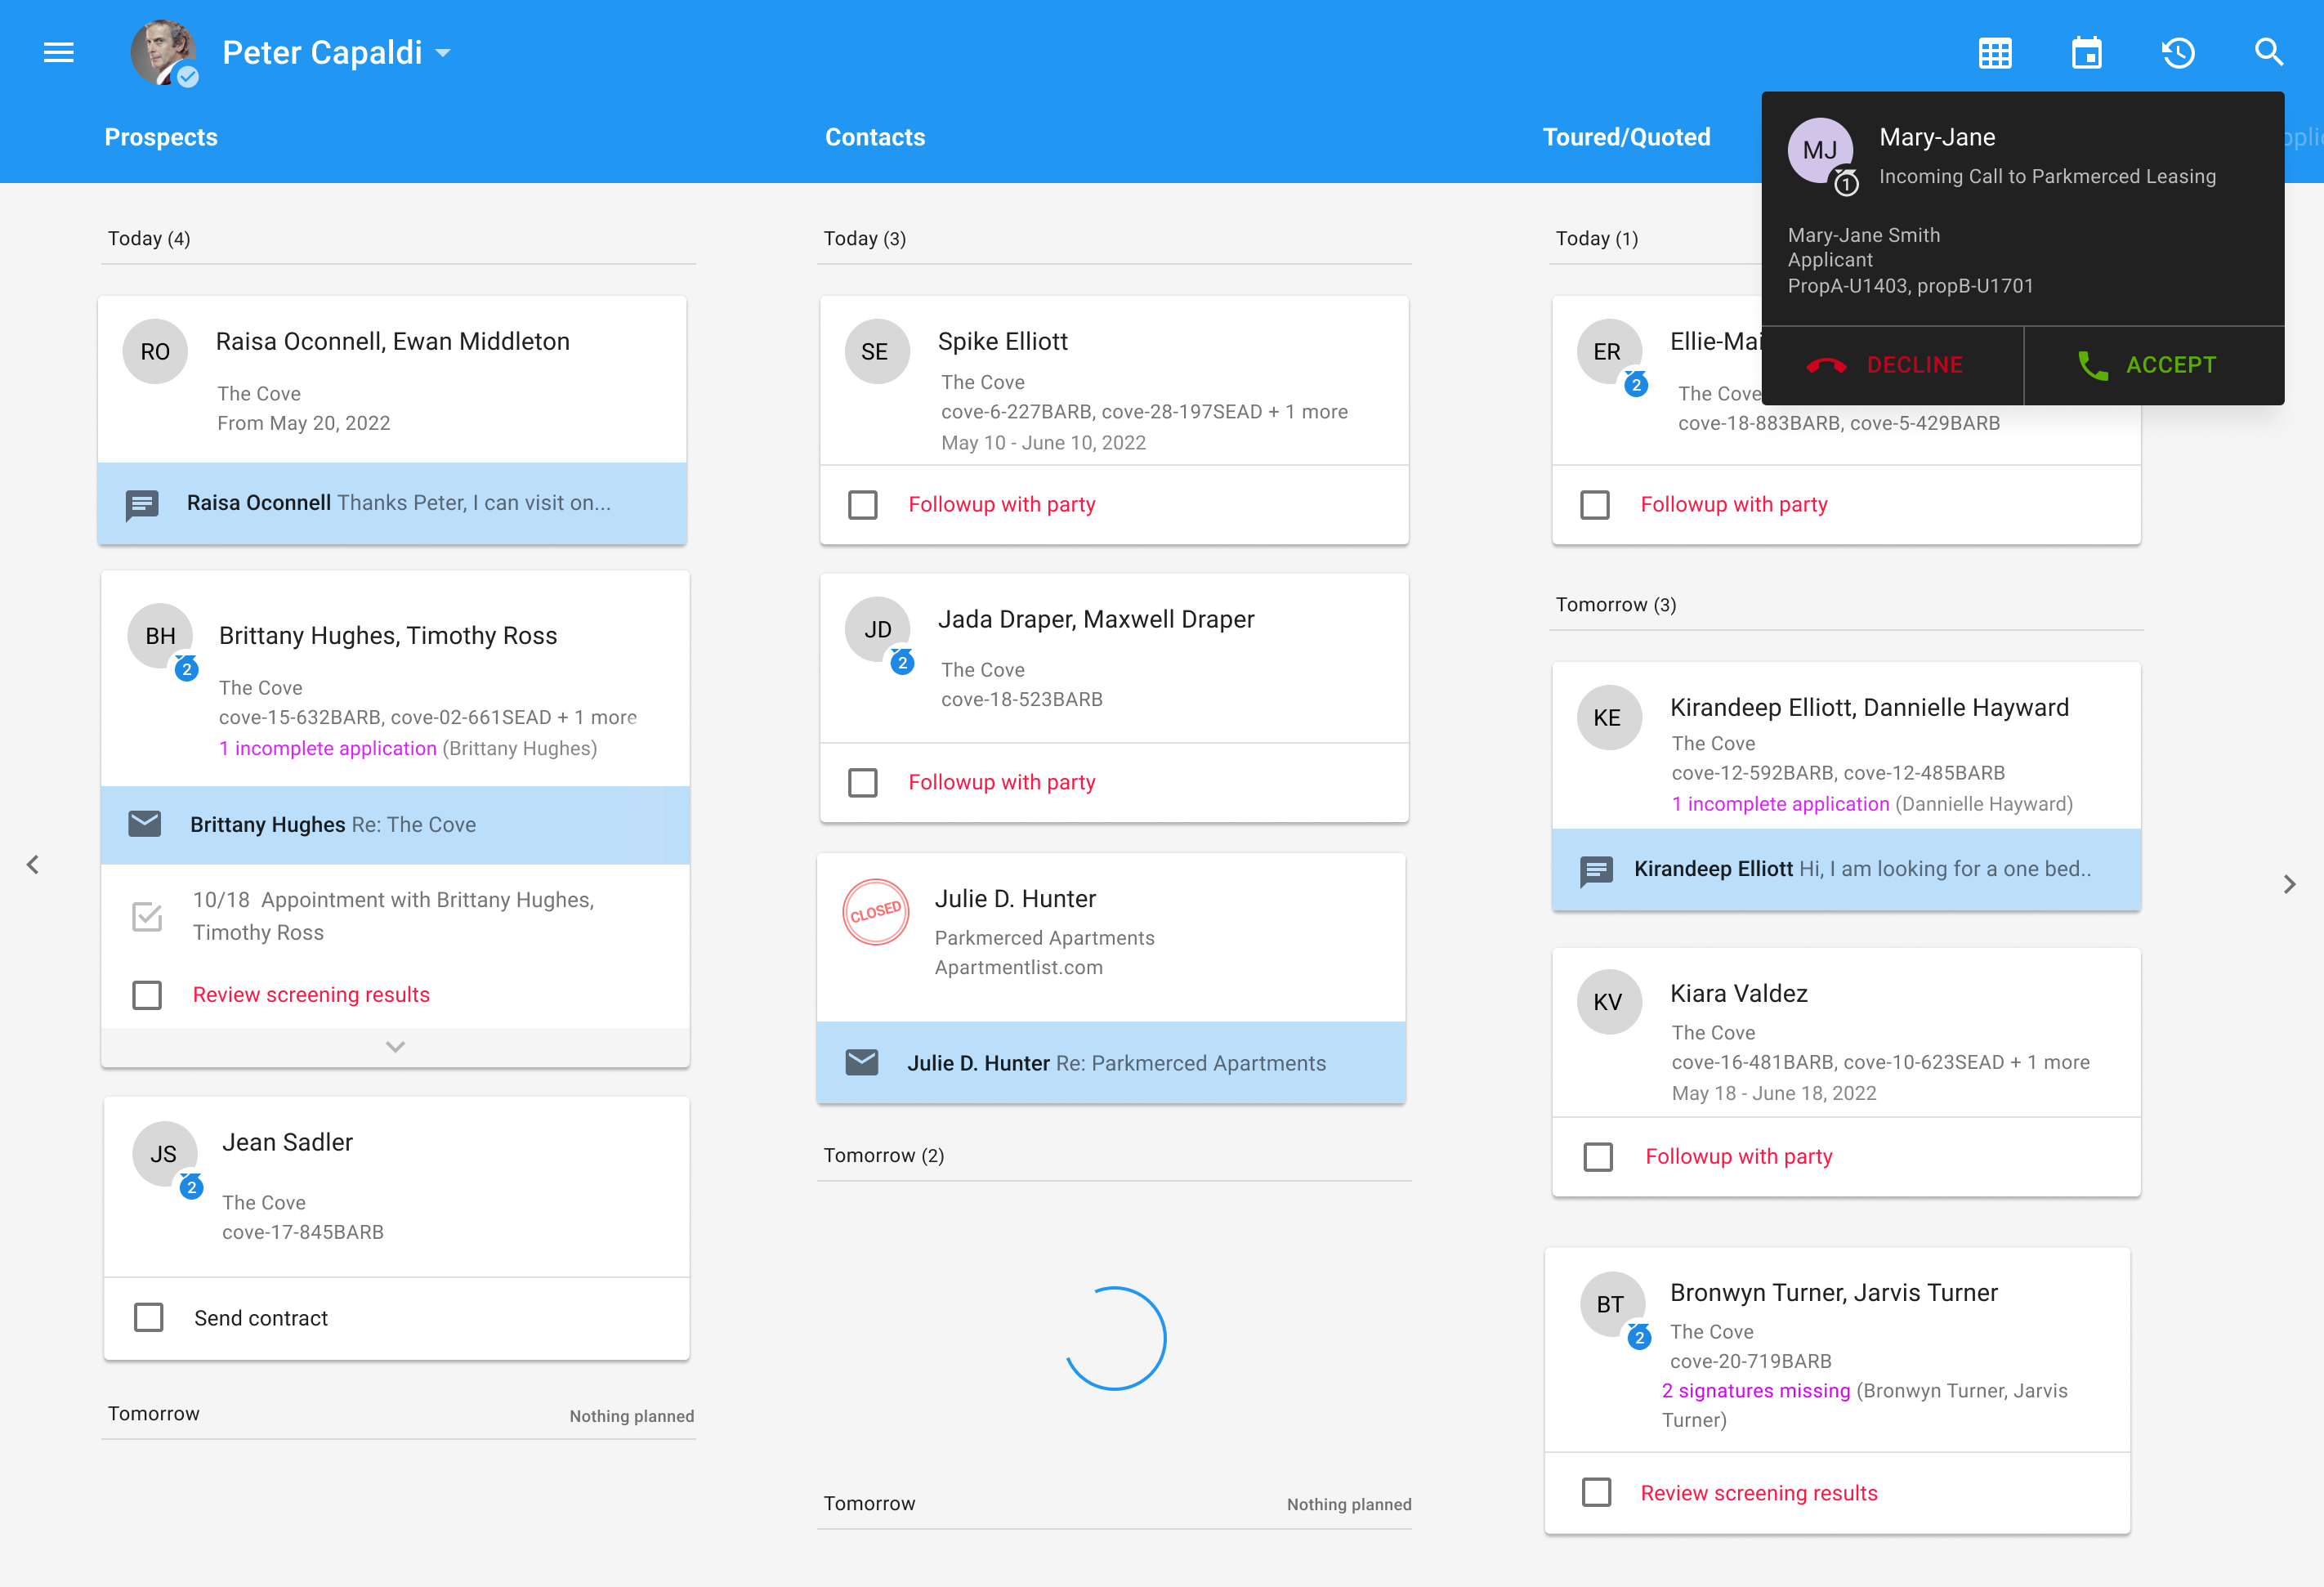 Peter Capaldi
Prospects
Contacts
Toured/Quoted
MJ
1
Mary-Jane
Incoming Call to Parkmerced Leasing
Mary-Jane Smith
Applicant
PropA-U1403, propB-U1701
DECLINE
ACCEPT
Today (4)
RO
Raisa Oconnell, Ewan Middleton
The Cove
From May 20, 2022
Raisa Oconnell Thanks Peter, I can visit on...
BH
2
Brittany Hughes, Timothy Ross
The Cove
cove-15-632BARB, cove-02-661SEAD + 1 more
1 incomplete application (Brittany Hughes)
Brittany Hughes Re: The Cove
10/18 Appointment with Brittany Hughes,
Timothy Ross
Review screening results
JS
2
Jean Sadler
The Cove
cove-17-845BARB
Send contract
Tomorrow
Nothing planned
Today (3)
SE
Spike Elliott
The Cove
cove-6-227BARB, cove-28-197SEAD + 1 more
May 10 - June 10, 2022
Followup with party
JD
2
Jada Draper, Maxwell Draper
The Cove
cove-18-523BARB
Followup with party
CLOSED
Julie D. Hunter
Parkmerced Apartments
Apartmentlist.com
Julie D. Hunter Re: Parkmerced Apartments
Tomorrow (2)
Tomorrow
Nothing planned
Today (1)
ER
2
The Cove
cove-18-883BARB, cove-5-429BARB
Followup with party
Tomorrow (3)
KE
Kirandeep Elliott, Dannielle Hayward
The Cove
cove-12-592BARB, cove-12-485BARB
1 incomplete application (Dannielle Hayward)
Kirandeep Elliott Hi, I am looking for a one bed..
KV
Kiara Valdez
The Cove
cove-16-481BARB, cove-10-623SEAD + 1 more
May 18 - June 18, 2022
Followup with party
BT
2
Bronwyn Turner, Jarvis Turner
The Cove
cove-20-719BARB
2 signatures missing (Bronwyn Turner, Jarvis
Turner)
Review screening results